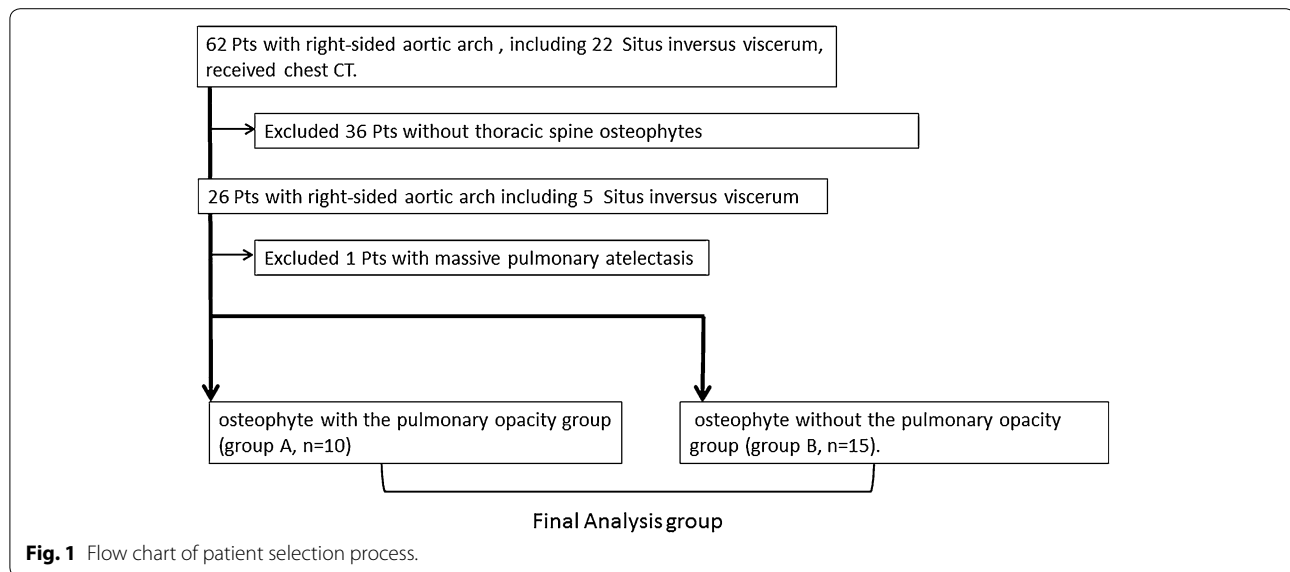 62 Pts with right-sided aortic arch , including 22 Situs inversus viscerum,
received chest CT.
Excluded 36 Pts without thoracic spine osteophytes
26 Pts with right-sided aortic arch including 5 Situs inversus viscerum
Excluded 1 Pts with massive pulmonary atelectasis
osteophyte with the pulmonary opacity group
(group A, n=10)
osteophyte without the pulmonary opacity
group (group B, n=15).
Final Analysis group
Fig. 1 Flow chart of patient selection process.